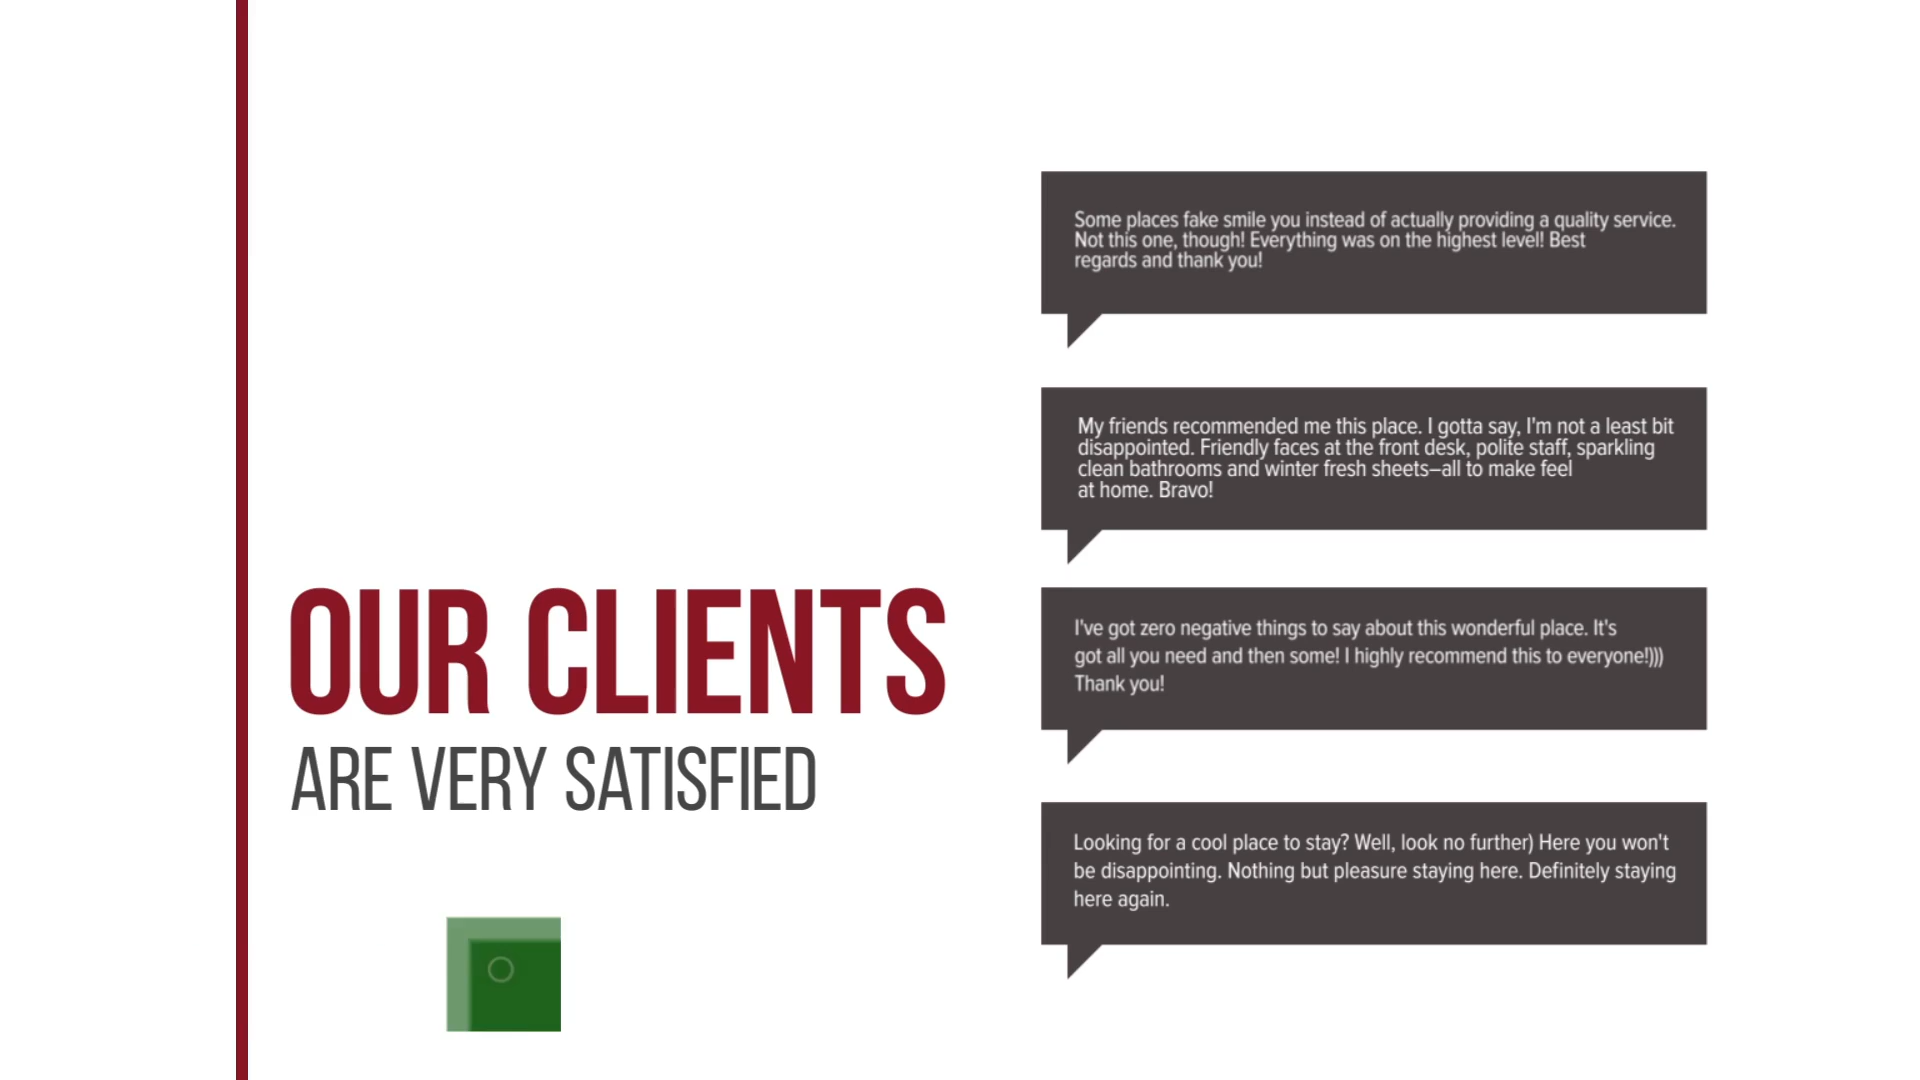 OUR CLIENTS
ARE VERY SATISFIED
Some places fake smile you instead of actually providing a quality service.
Not this one, though! Everything was on the highest level! Best
regards and thank you!
My friends recommended me this place. I gotta say, I'm not a least bit
disappointed. Friendly faces at the front desk, polite staff, sparkling
clean bathrooms and winter fresh sheets–all to make feel
at home. Bravo!
I've got zero negative things to say about this wonderful place. It's
got all you need and then some! I highly recommend this to everyone!)))
Thank you!
Looking for a cool place to stay? Well, look no further) Here you won't
be disappointing. Nothing but pleasure staying here. Definitely staying
here again.